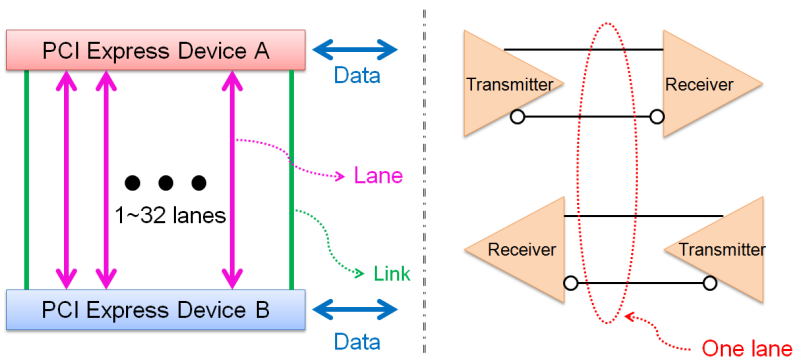 PCI Express Device A
Data
Lane
1~32 lanes
Link
PCI Express Device B
Data
Transmitter
Receiver
Receiver
Transmitter
One lane